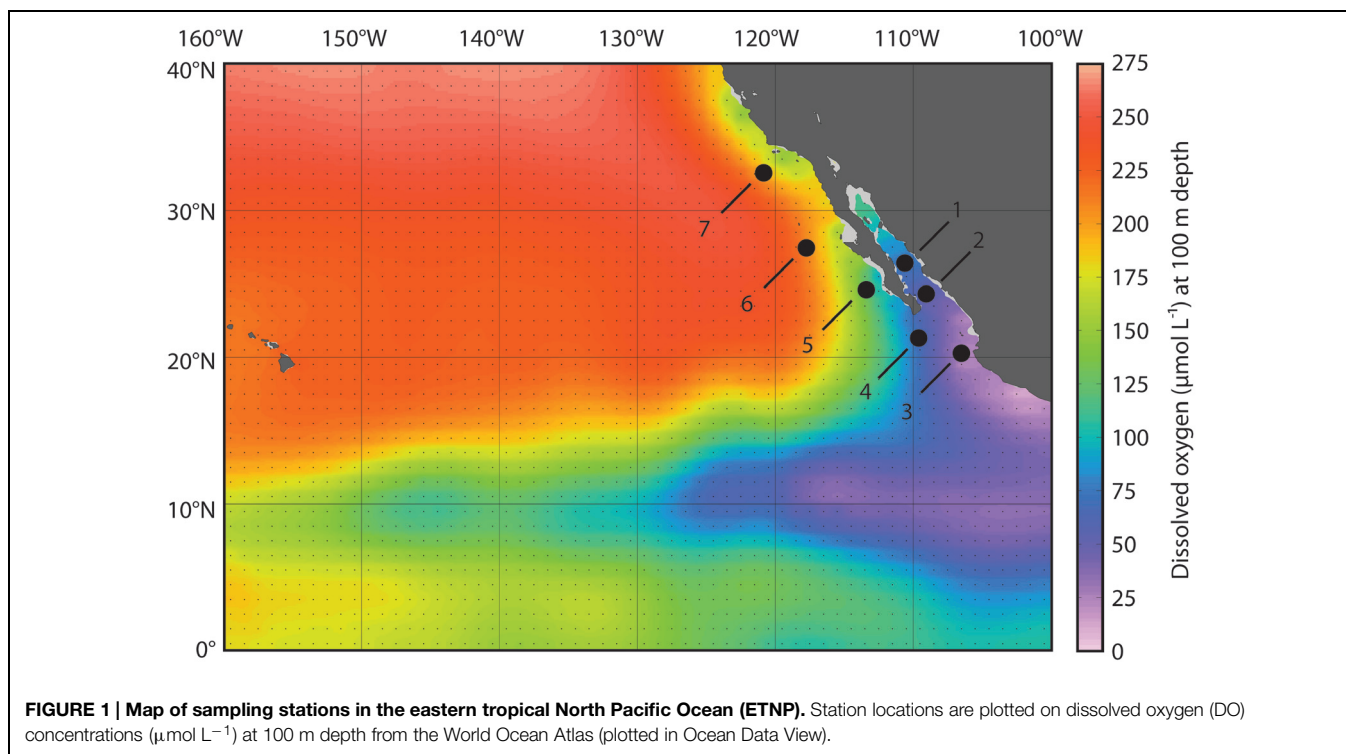 160°W 150°W 140°W 130°W 120°W 110°W 100°W
40°N
30°N
20°N
10°N
0°
1
2
3
4
5
6
7
275
250
225
200
175
150
125
100
75
50
25
0
Dissolved oxygen (µmol L⁻¹) at 100 m depth
FIGURE 1 | Map of sampling stations in the eastern tropical North Pacific Ocean (ETNP). Station locations are plotted on dissolved oxygen (DO)
concentrations (µmol L⁻¹) at 100 m depth from the World Ocean Atlas (plotted in Ocean Data View).